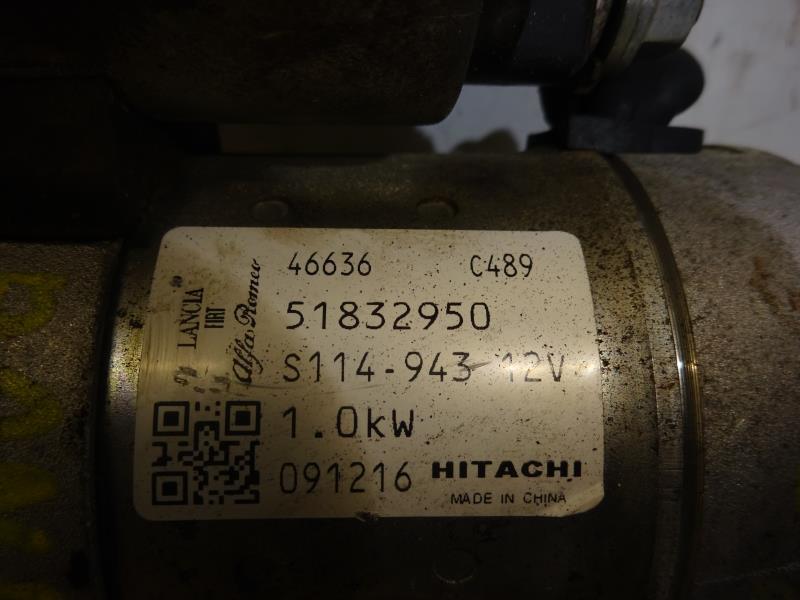 46636 C489
51832950
S114-943 12V
1.0kW
091216 HITACHI
MADE IN CHINA
LANCIA
FIAT
Alfa Romeo